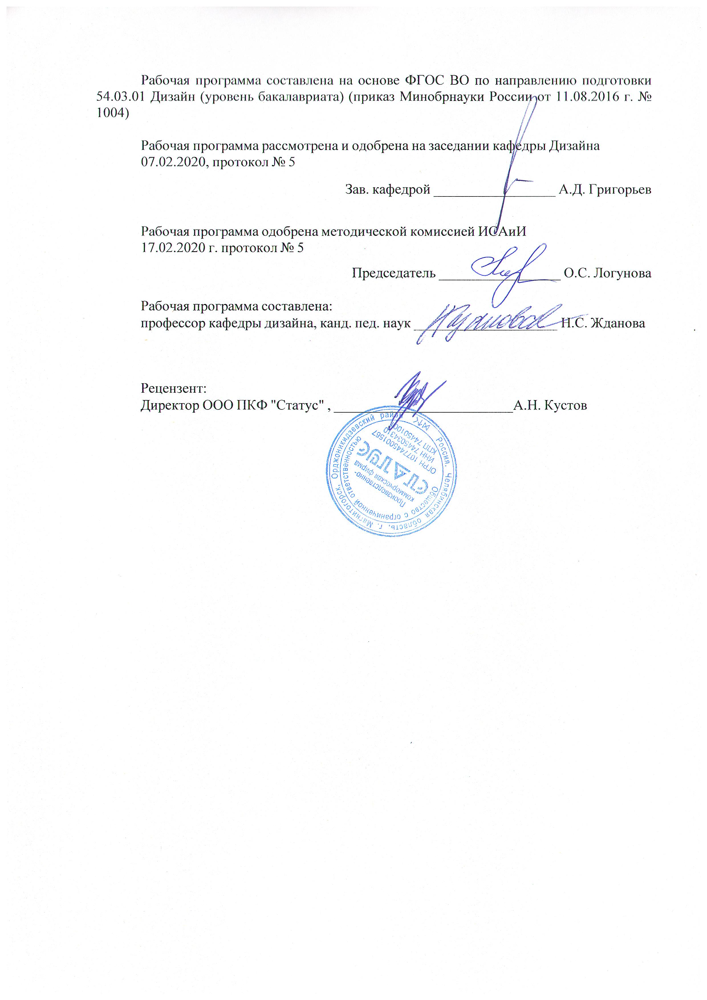 Рабочая программа составлена на основе ФГОС ВО по направлению подготовки
54.03.01 Дизайн (уровень бакалавриата) (приказ Минобрнауки России от 11.08.2016 г. №
1004)
Рабочая программа рассмотрена и одобрена на заседании кафедры Дизайна
07.02.2020, протокол № 5
Зав. кафедрой ____________________ А.Д. Григорьев
Рабочая программа одобрена методической комиссией ИСАиИ
17.02.2020 г. протокол № 5
Председатель ____________________ О.С. Логунова
Рабочая программа составлена:
профессор кафедры дизайна, канд. пед. наук ____________________ Н.С. Жданова
Рецензент:
Директор ООО ПКФ "Статус" , ____________________А.Н. Кустов
Россия. Челябинская область, г. Магнитогорск, Орджоникидзевский район
Общество с ограниченной ответственностью
Производственно-
коммерческая фирма
СТАТУС
ОГРН 1077445001567
ИНН 7445034310
КПП 744501001